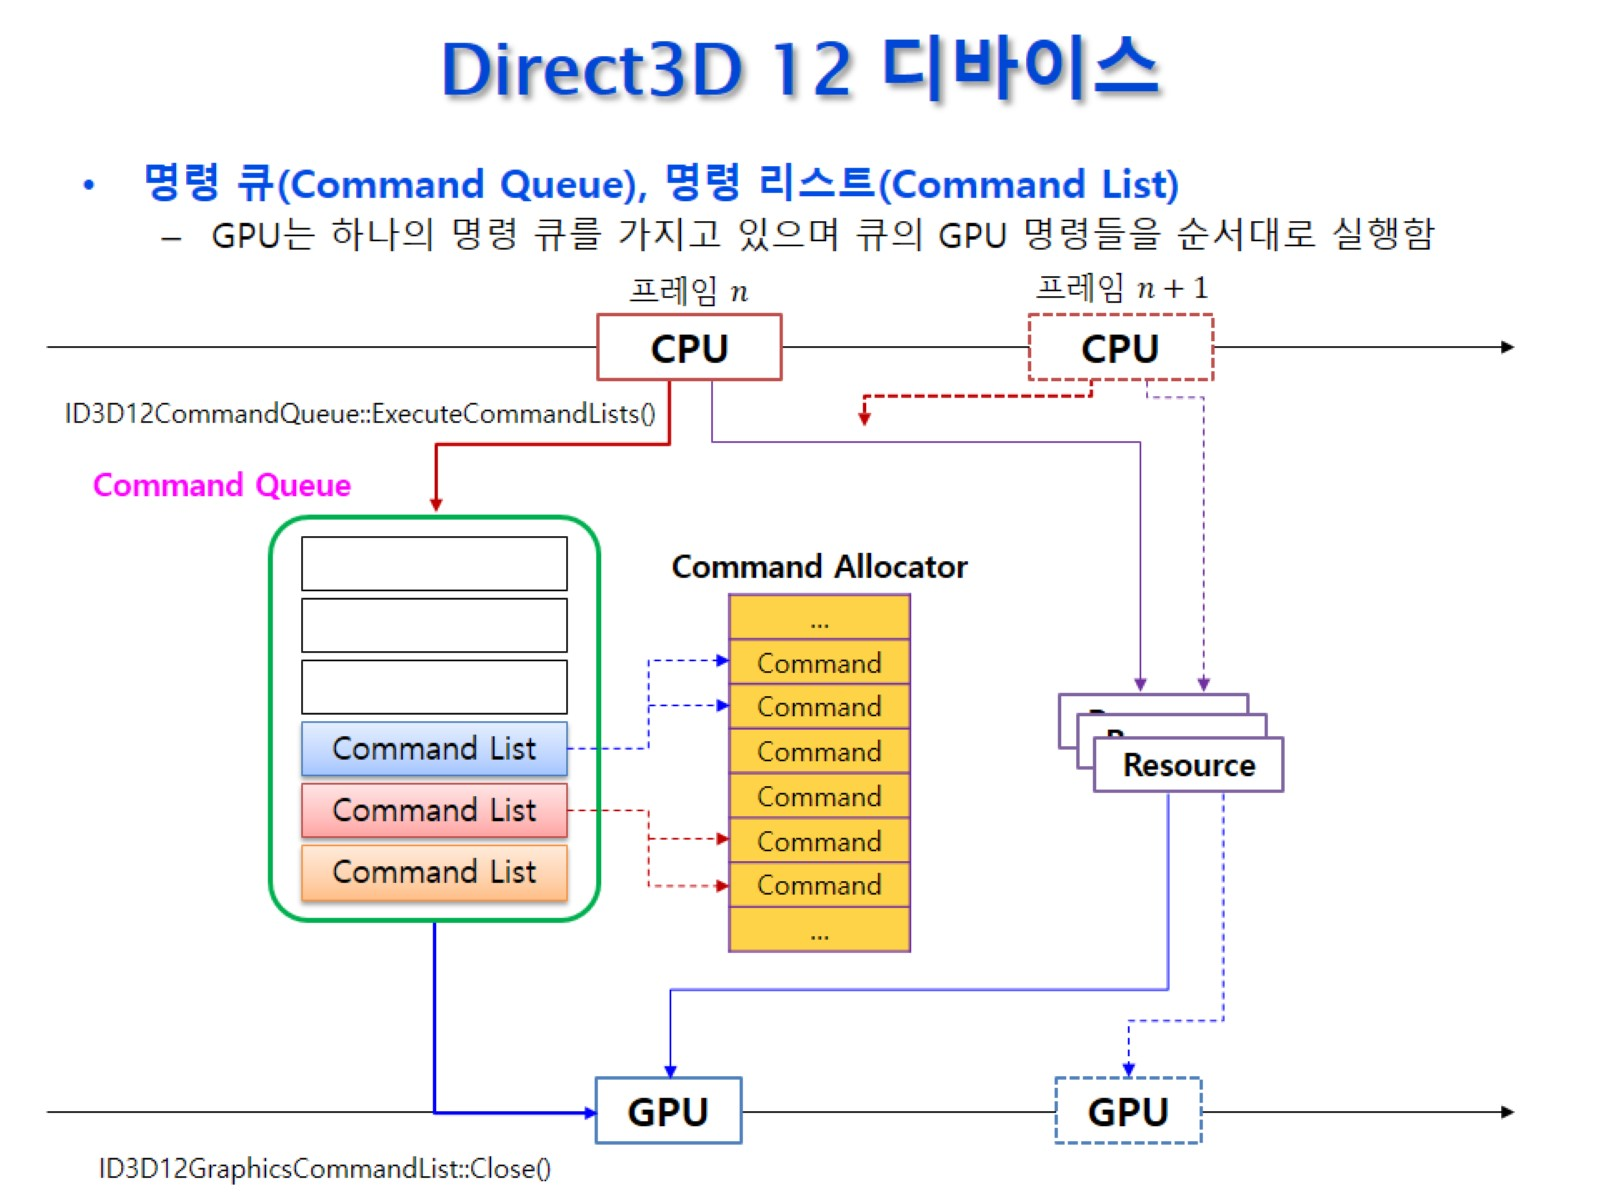 Direct3D 12 디바이스
• 명령 큐(Command Queue), 명령 리스트(Command List)
– GPU는 하나의 명령 큐를 가지고 있으며 큐의 GPU 명령들을 순서대로 실행함
프레임 n
프레임 n + 1
CPU
CPU
ID3D12CommandQueue::ExecuteCommandLists()
Command Queue
Command Allocator
...
Command
Command
Command
Command
Command
Command
...
Command List
Command List
Command List
Resource
GPU
GPU
ID3D12GraphicsCommandList::Close()